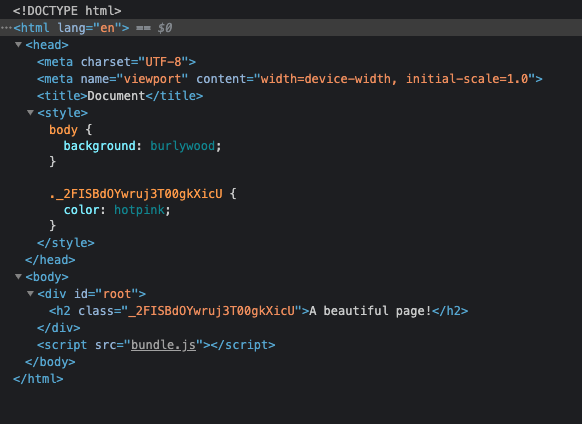 <!DOCTYPE html>
<html lang="en"> == $0
<head>
<meta charset="UTF-8">
<meta name="viewport" content="width=device-width, initial-scale=1.0">
<title>Document</title>
<style>
body {
background: burlywood;
}
._2FISBdOYwruj3T00gkXicU {
color: hotpink;
}
</style>
</head>
<body>
<div id="root">
<h2 class="_2FISBdOYwruj3T00gkXicU">A beautiful page!</h2>
</div>
<script src="bundle.js"></script>
</body>
</html>